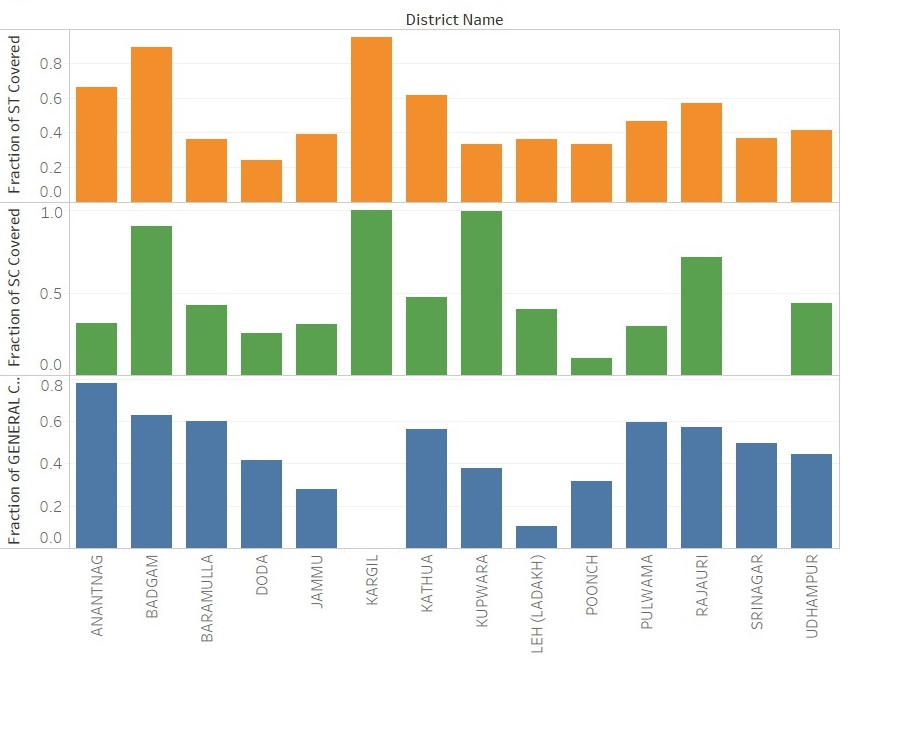 District Name
Fraction of ST Covered
0.8
0.6
0.4
0.2
0.0
Fraction of SC Covered
1.0
0.5
0.0
Fraction of GENERAL C..
0.8
0.6
0.4
0.2
0.0
ANANTNAG
BADGAM
BARAMULLA
DODA
JAMMU
KARGIL
KATHUA
KUPWARA
LEH (LADAKH)
POONCH
PULWAMA
RAJAURI
SRINAGAR
UDHAMPUR